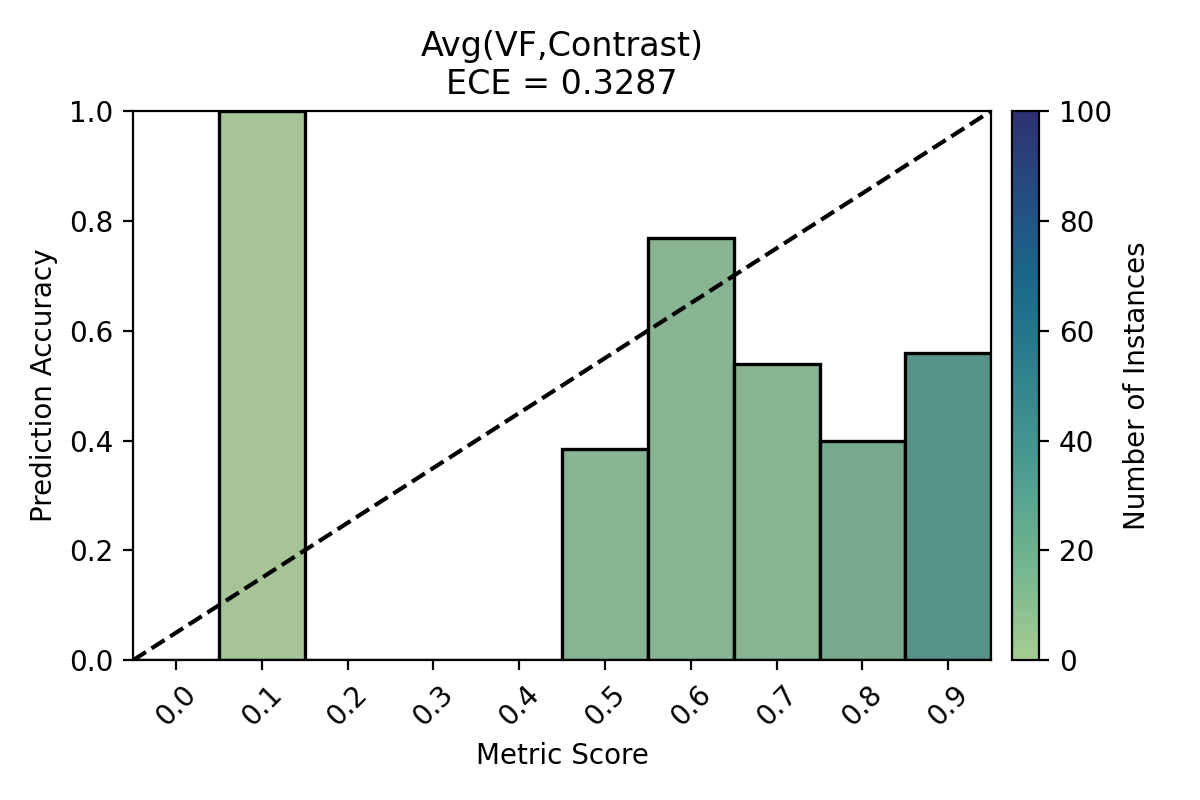 Avg(VF,Contrast)
ECE = 0.3287
Prediction Accuracy
1.0
0.8
0.6
0.4
0.2
0.0
0.0 0.1 0.2 0.3 0.4 0.5 0.6 0.7 0.8 0.9
Metric Score
100
80
60
40
20
0
Number of Instances